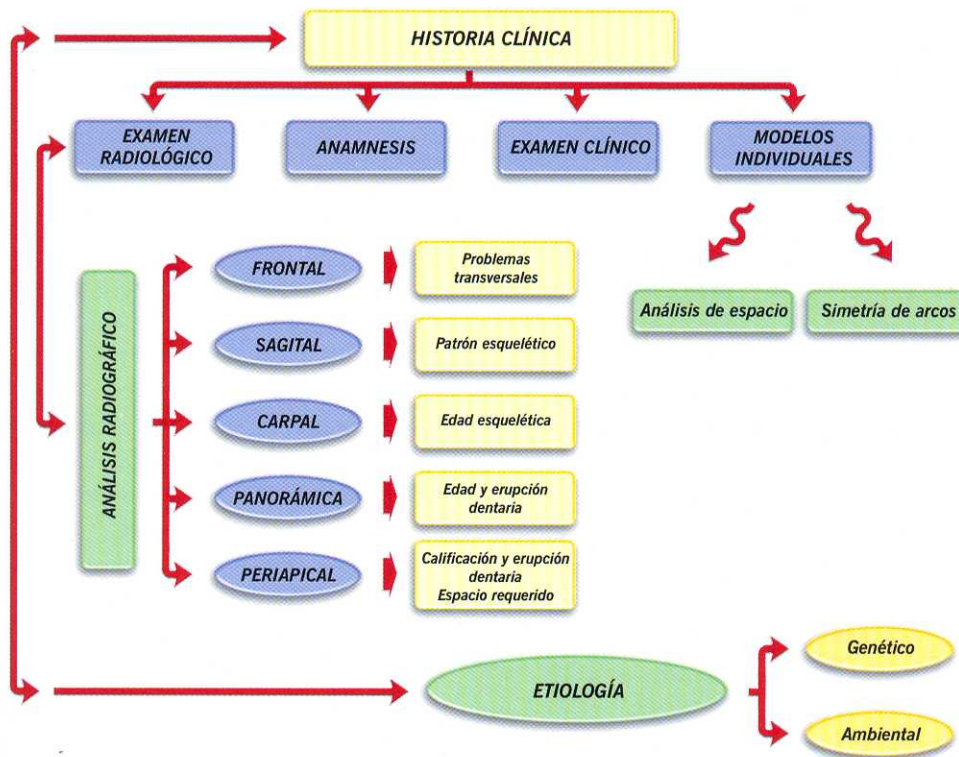 HISTORIA CLÍNICA
EXAMEN
RADIOLÓGICO
ANAMNESIS
EXAMEN CLÍNICO
MODELOS
INDIVIDUALES
ANÁLISIS RADIOGRÁFICO
FRONTAL
Problemas
transversales
SAGITAL
Patrón esquelético
CARPAL
Edad esquelética
PANORÁMICA
Edad y erupción
dentaria
PERIAPICAL
Calificación y erupción
dentaria
Espacio requerido
Análisis de espacio
Simetría de arcos
ETIOLOGÍA
Genético
Ambiental